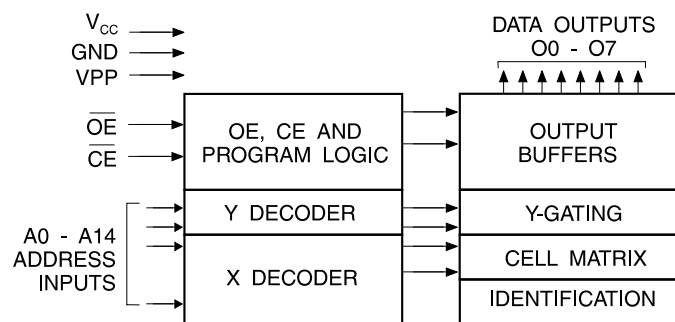 V_CC
GND
VPP
OE
CE
A0 - A14
ADDRESS
INPUTS
OE, CE AND
PROGRAM LOGIC
Y DECODER
X DECODER
DATA OUTPUTS
O0 - O7
OUTPUT
BUFFERS
Y-GATING
CELL MATRIX
IDENTIFICATION